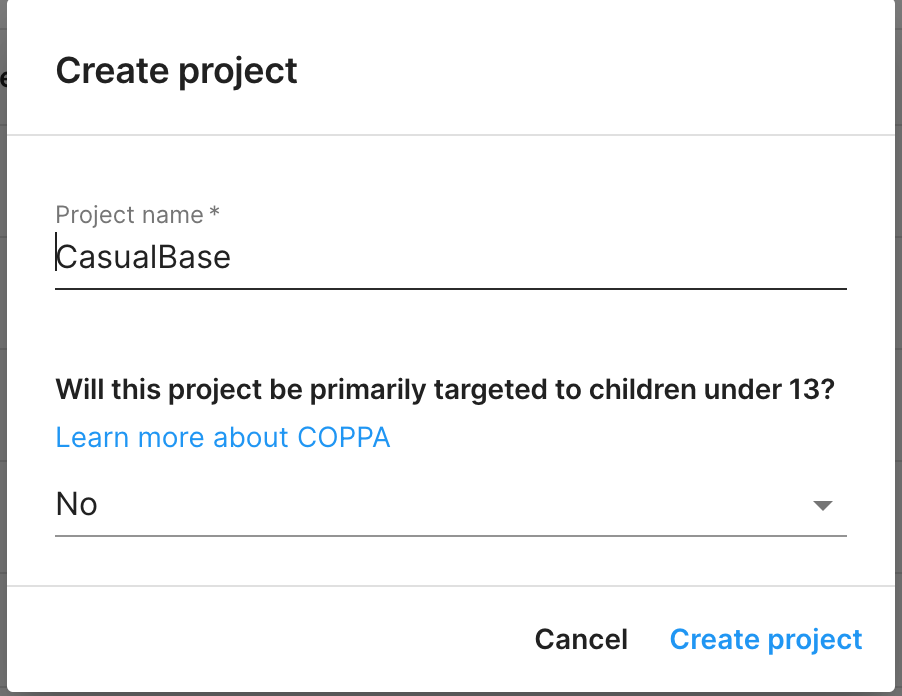 Create project
Project name *
CasualBase
Will this project be primarily targeted to children under 13?
Learn more about COPPA
No
Cancel
Create project